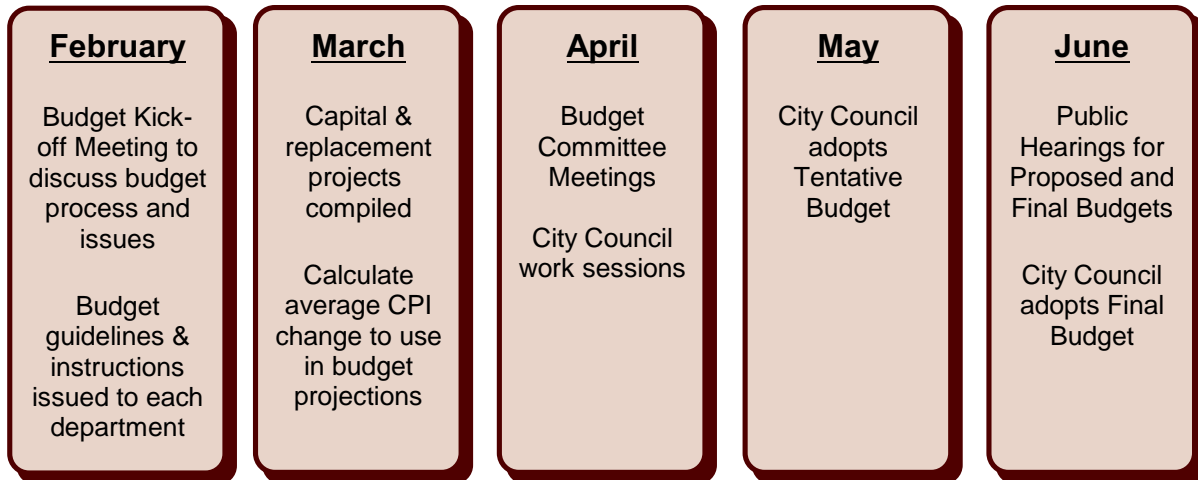 February
Budget Kick-
off Meeting to
discuss budget
process and
issues
Budget
guidelines &
instructions
issued to each
department
March
Capital &
replacement
projects
compiled
Calculate
average CPI
change to use
in budget
projections
April
Budget
Committee
Meetings
City Council
work sessions
May
City Council
adopts
Tentative
Budget
June
Public
Hearings for
Proposed and
Final Budgets
City Council
adopts Final
Budget